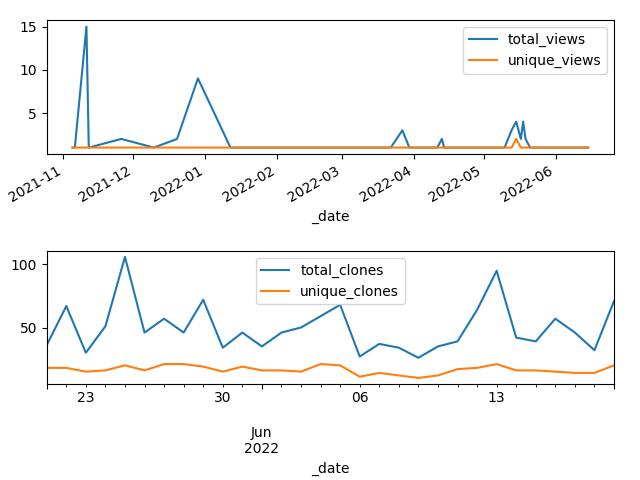 15
10
5
total_views
unique_views
2021-11
2021-12
2022-01
2022-02
2022-03
2022-04
2022-05
2022-06
_date
100
50
total_clones
unique_clones
23
30
06
13
Jun
2022
_date